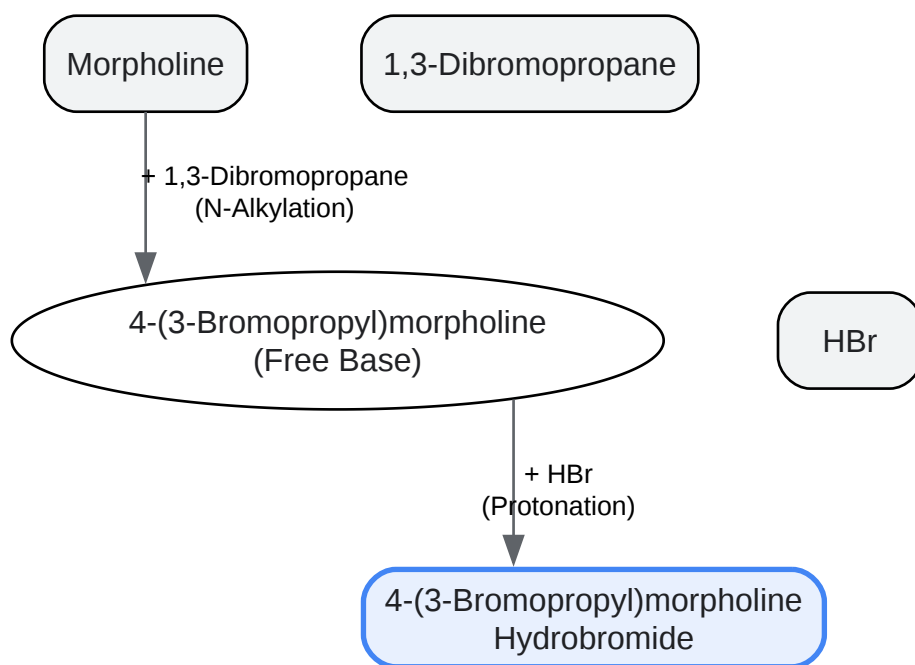 Morpholine
1,3-Dibromopropane
+ 1,3-Dibromopropane
(N-Alkylation)
4-(3-Bromopropyl)morpholine
(Free Base)
HBr
+ HBr
(Protonation)
4-(3-Bromopropyl)morpholine
Hydrobromide